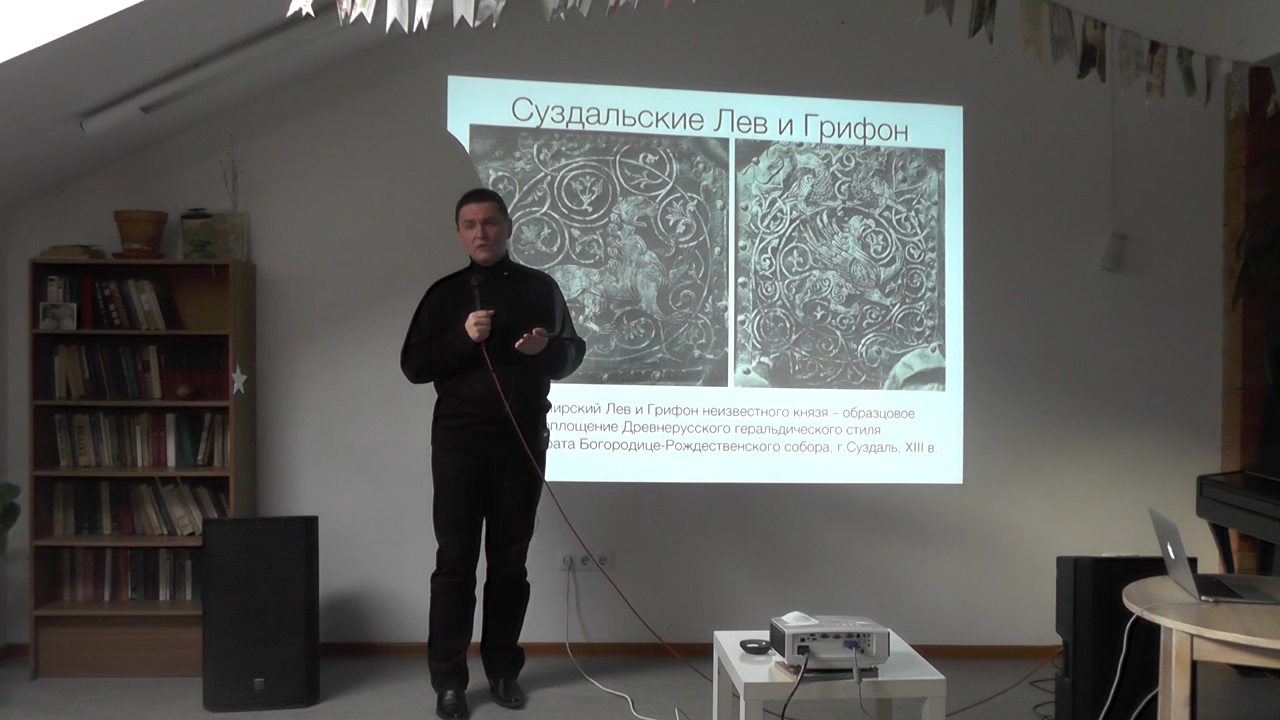 Суздальские Лев и Грифон
Лев и Грифон неизвестного князя – образцовое
Древнерусского геральдического стиля
Богородице-Рождественского собора, г.Суздаль, XIII в.